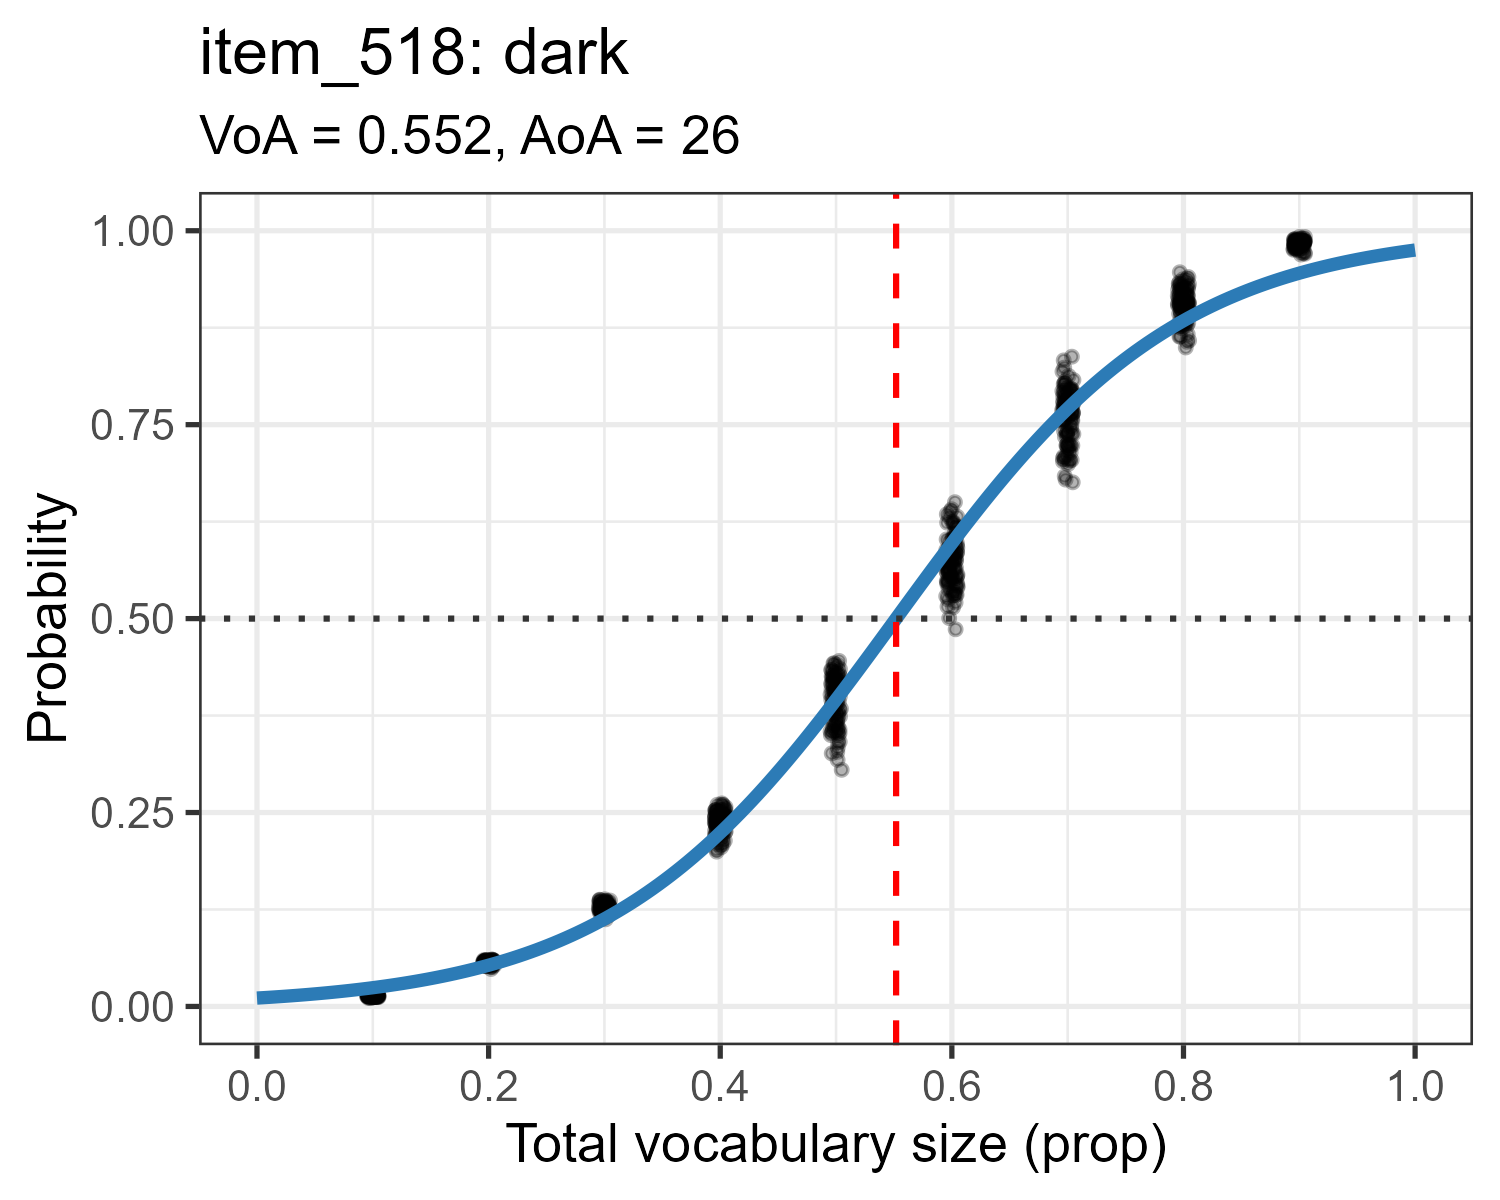 item_518: dark
VoA = 0.552, AoA = 26
1.00
0.75
0.50
0.25
0.00
Probability
0.0 0.2 0.4 0.6 0.8 1.0
Total vocabulary size (prop)